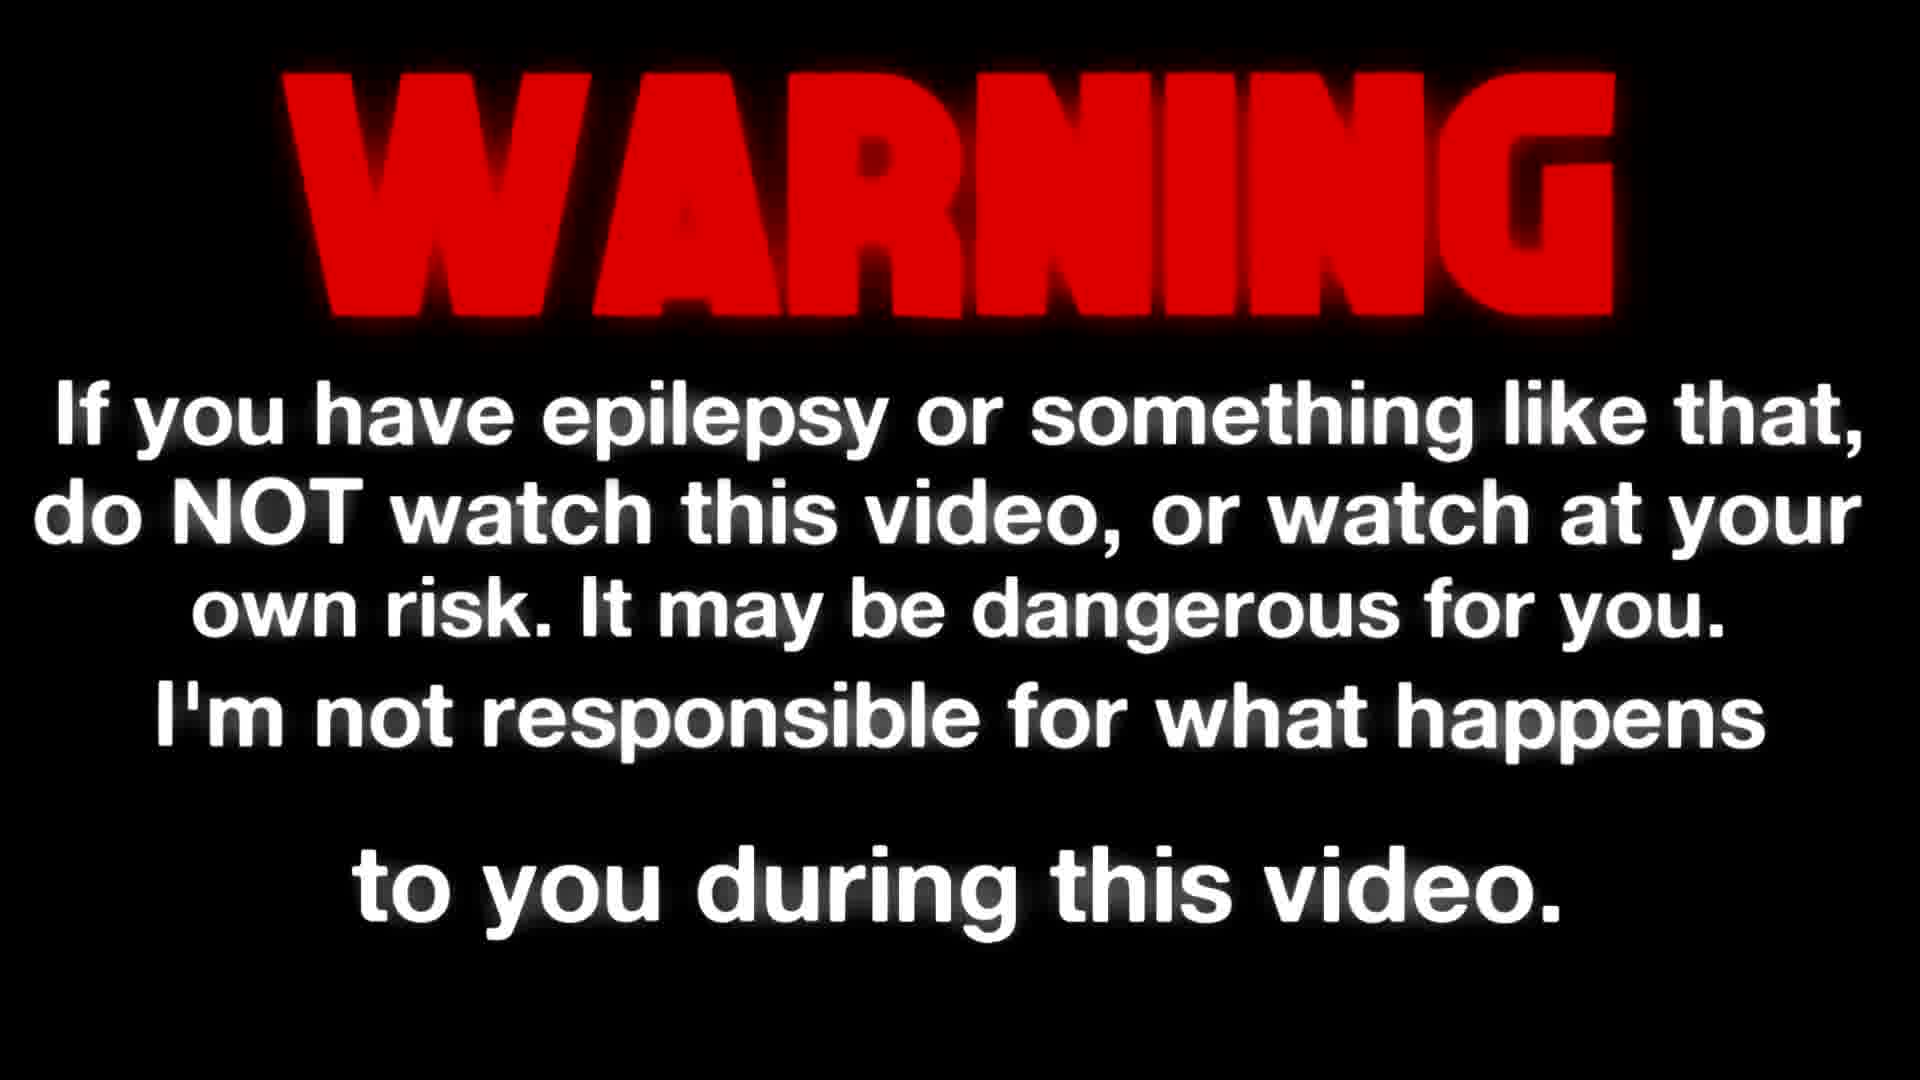 WARNING
If you have epilepsy or something like that,
do NOT watch this video, or watch at your
own risk. It may be dangerous for you.
I'm not responsible for what happens
to you during this video.